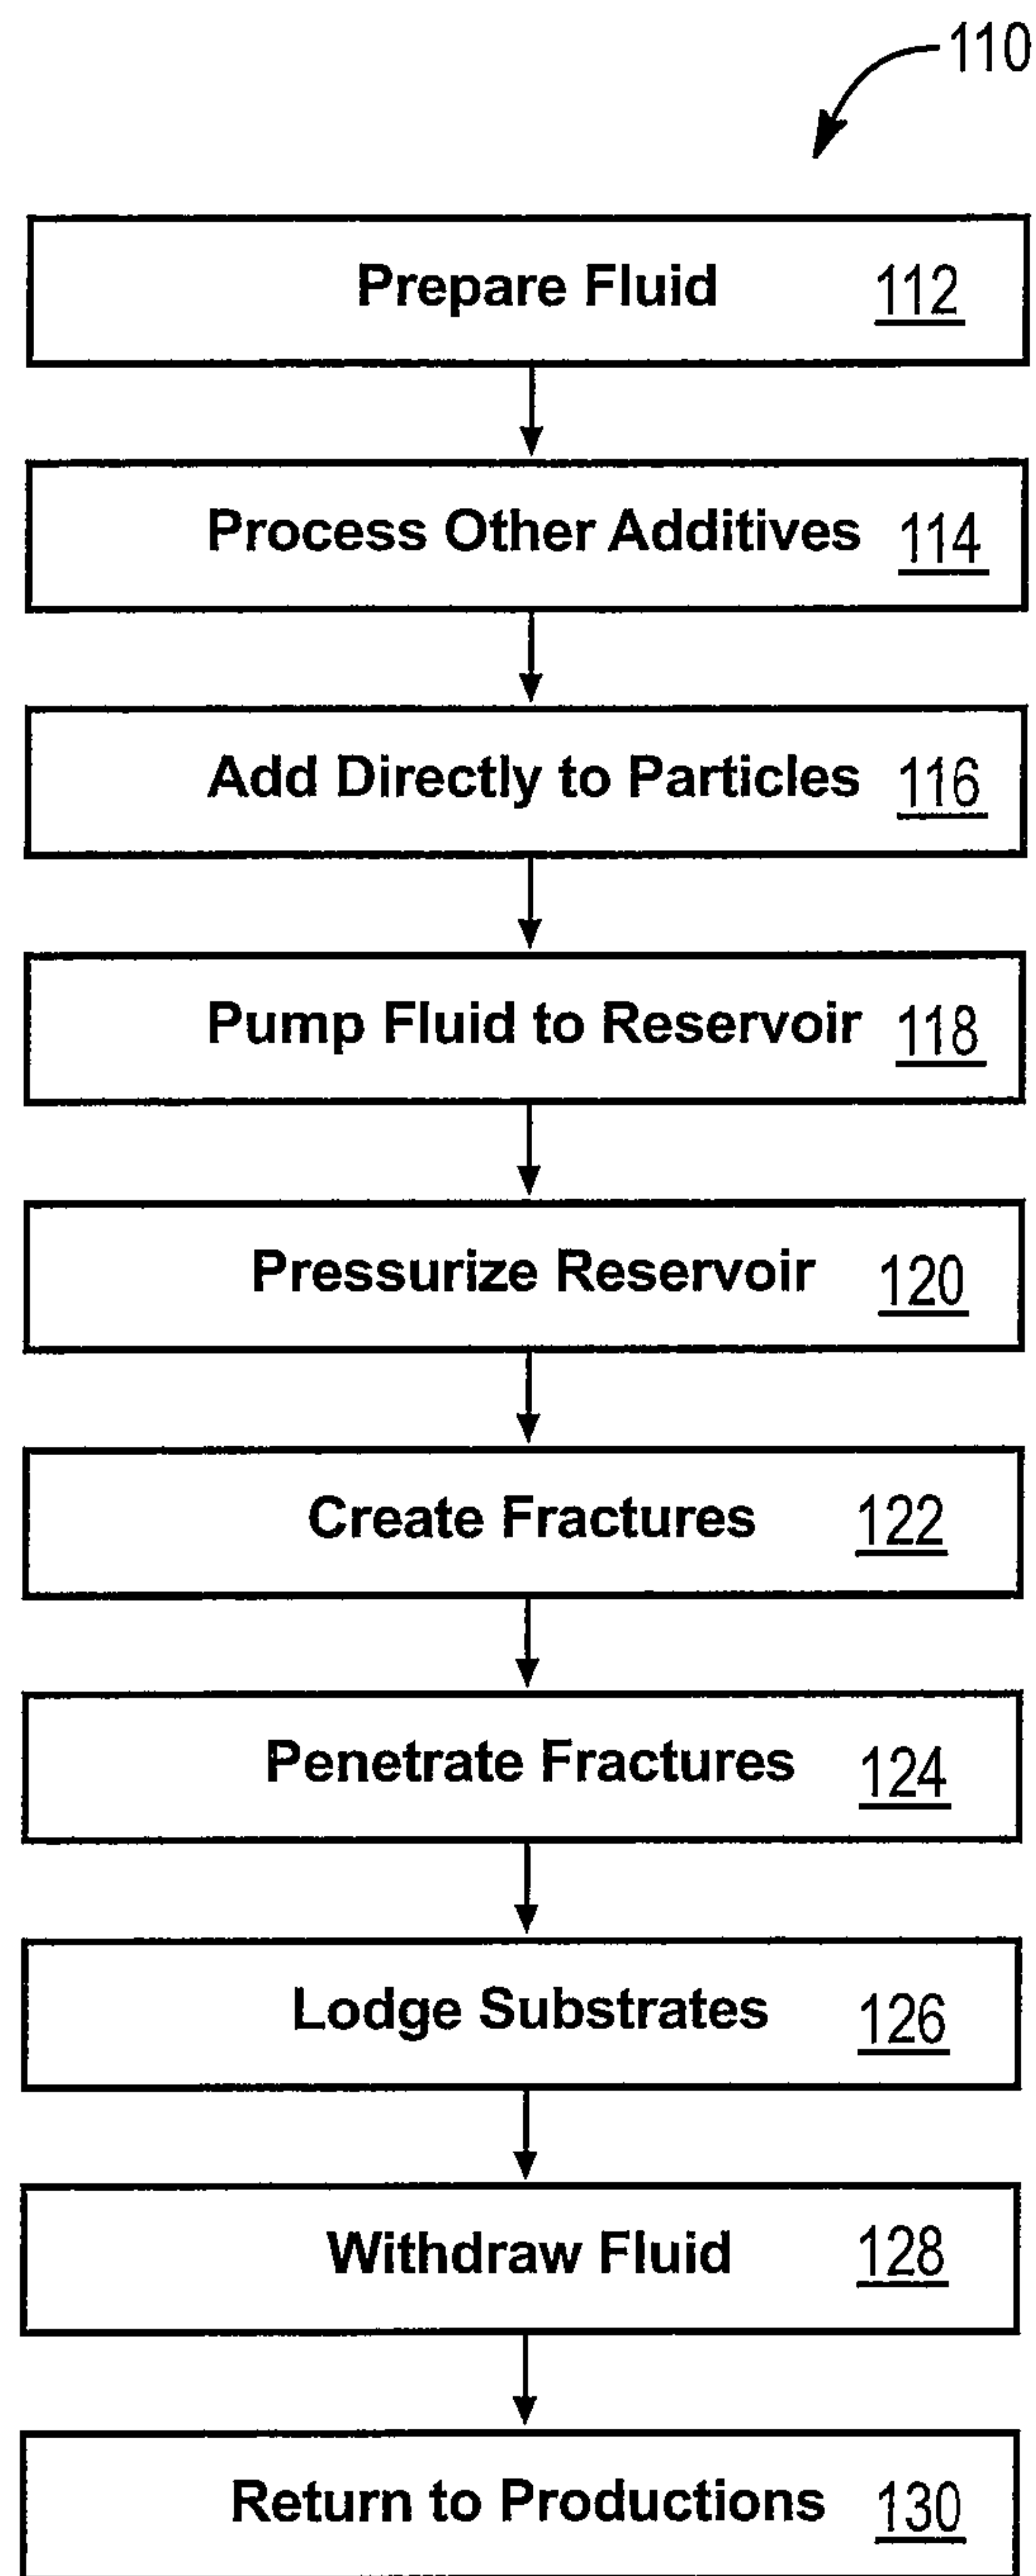 110
Prepare Fluid 112
Process Other Additives 114
Add Directly to Particles 116
Pump Fluid to Reservoir 118
Pressurize Reservoir 120
Create Fractures 122
Penetrate Fractures 124
Lodge Substrates 126
Withdraw Fluid 128
Return to Productions 130